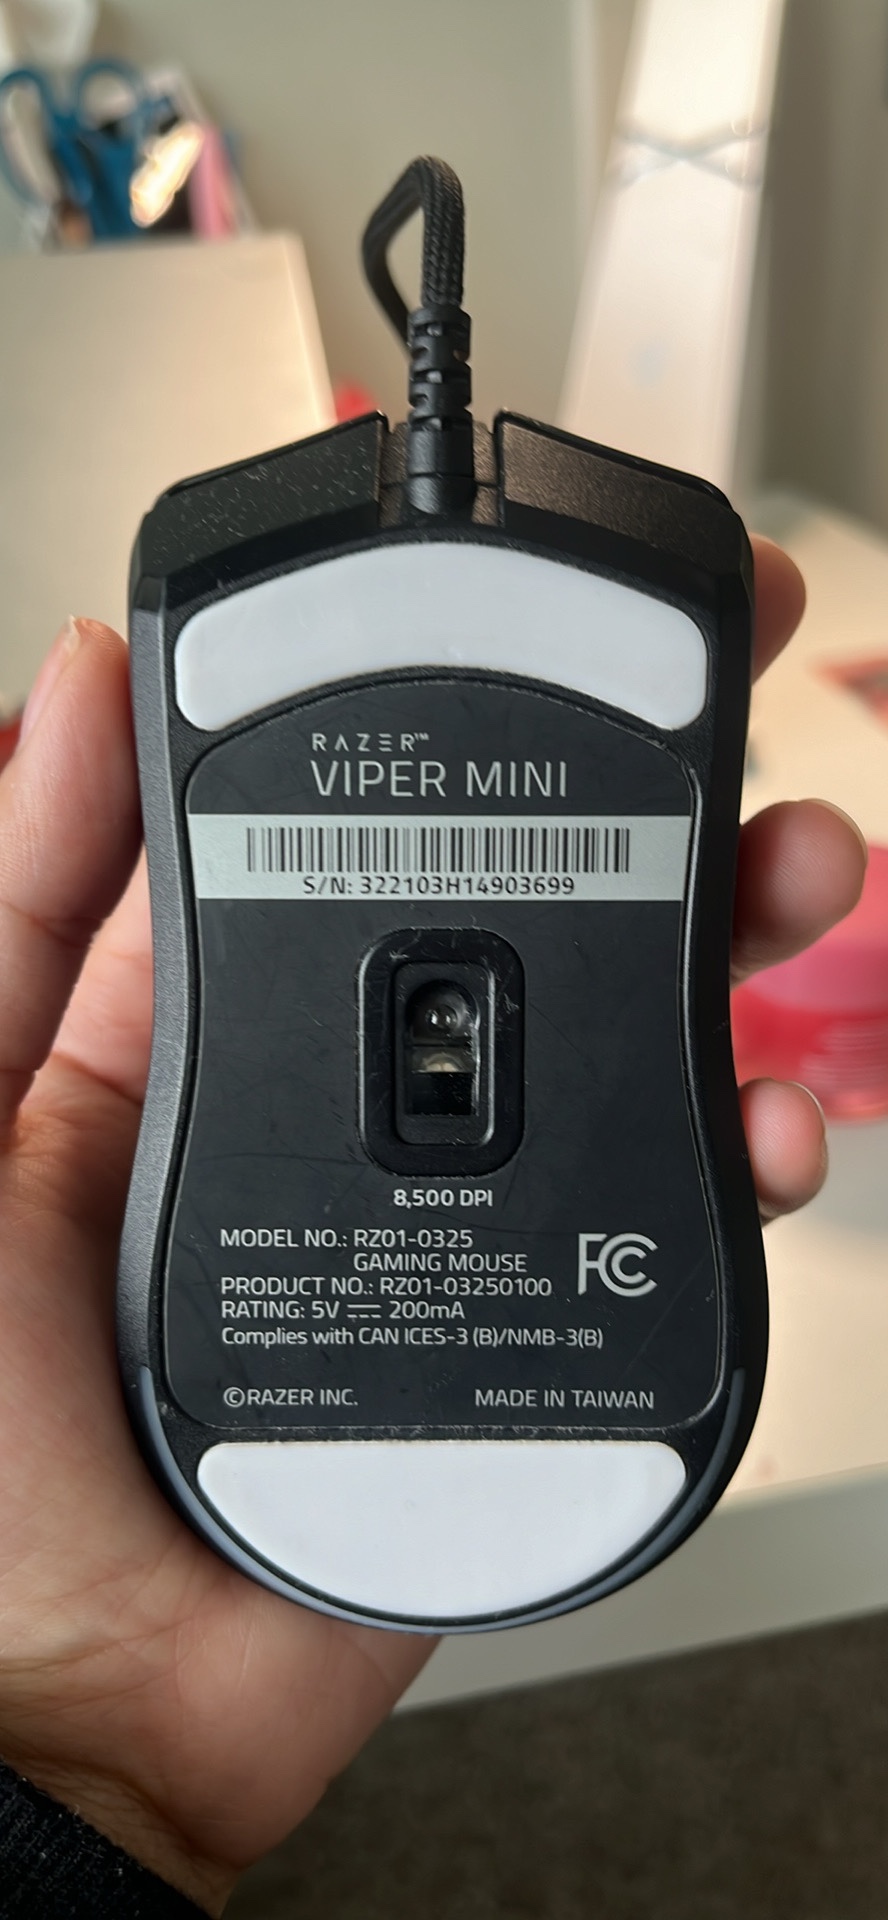 RAZER™
VIPER MINI
S/N: 322103H14903699
8,500 DPI
MODEL NO.: RZ01-0325
GAMING MOUSE
PRODUCT NO.: RZ01-03250100
RATING: 5V ⎓ 200mA
Complies with CAN ICES-3 (B)/NMB-3(B)
FC
©RAZER INC.
MADE IN TAIWAN